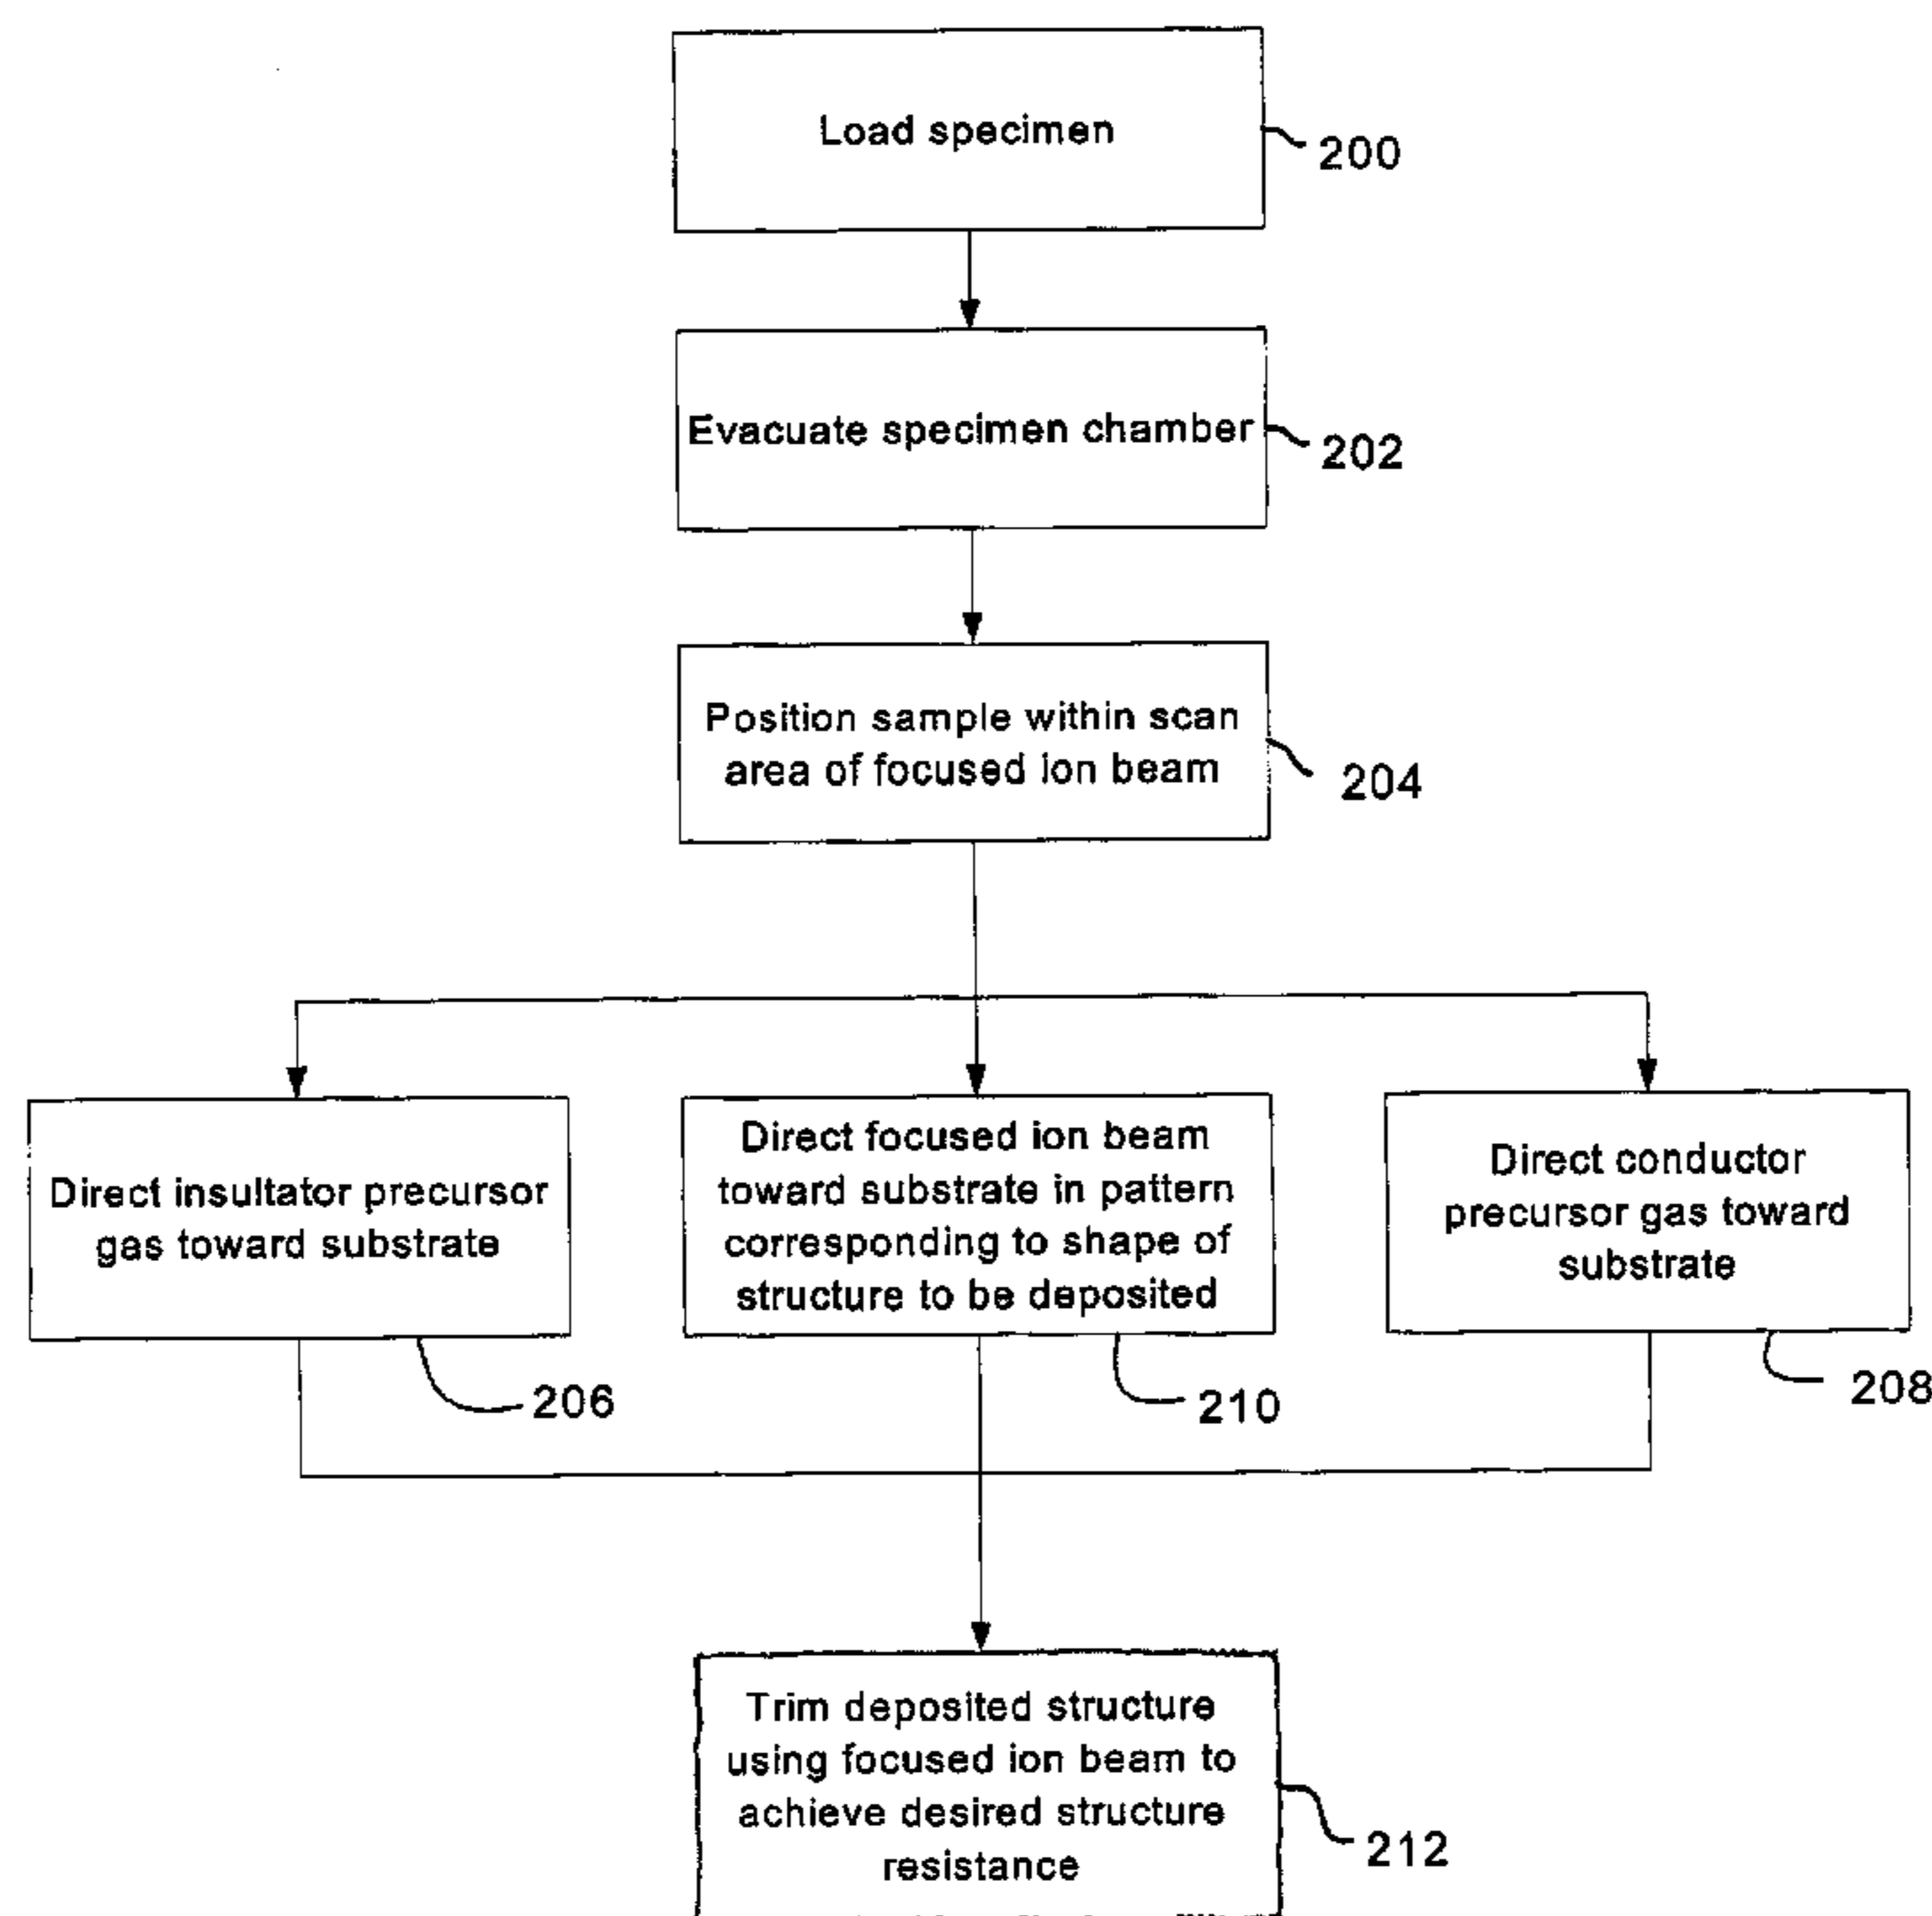 Load specimen
200
Evacuate specimen chamber
202
Position sample within scan
area of focused ion beam
204
Direct insultator precursor
gas toward substrate
206
Direct focused ion beam
toward substrate in pattern
corresponding to shape of
structure to be deposited
210
Direct conductor
precursor gas toward
substrate
208
Trim deposited structure
using focused ion beam to
achieve desired structure
resistance
212